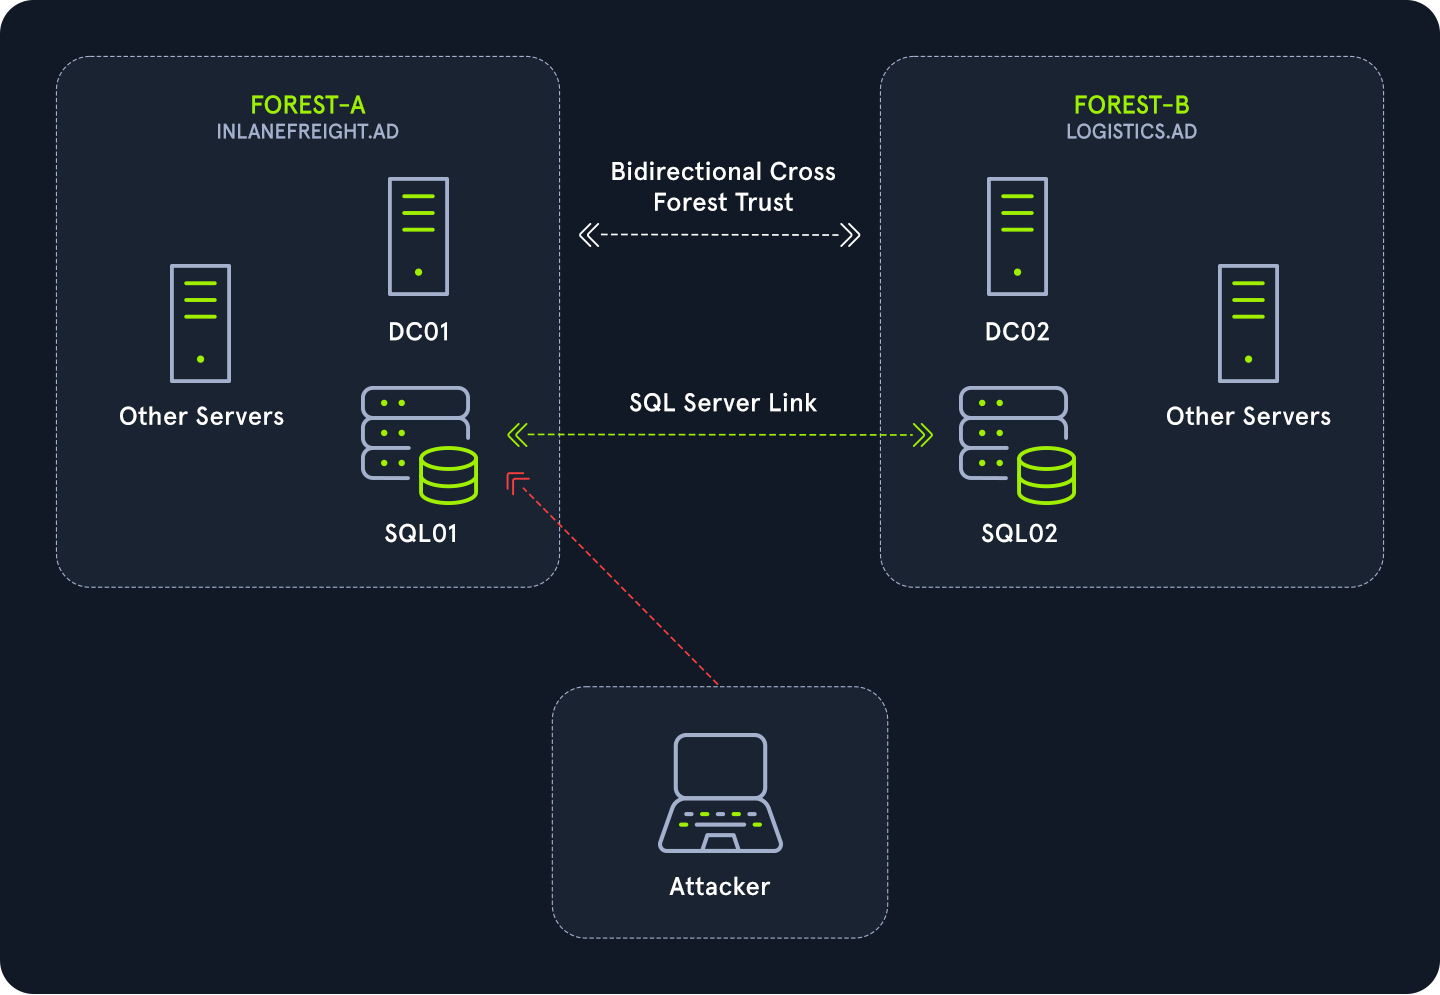 FOREST-A
INLANEFREIGHT.AD
DC01
Other Servers
SQL01
Bidirectional Cross
Forest Trust
SQL Server Link
FOREST-B
LOGISTICS.AD
DC02
Other Servers
SQL02
Attacker